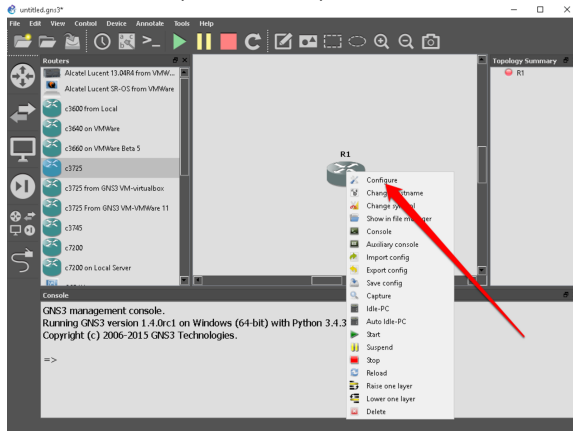 untitled.gns3*
File Edit View Control Device Annotate Tools Help
Routers
Alcatel Lucent 13.04R4 from VMW...
Alcatel Lucent SR-OS from VMWare
c3600 from Local
c3640 on VMWare
c3660 on VMWare Beta 5
c3725
c3725 from GNS3 VM-virtualbox
c3725 From GNS3 VM-VMWare 11
c3745
c7200
c7200 on Local Server
R1
Configure
Change symbol
Show in file manager
Console
Auxiliary console
Import config
Export config
Save config
Capture
Idle-PC
Auto Idle-PC
Start
Suspend
Stop
Reload
Raise one layer
Lower one layer
Delete
Topology Summary
R1
Console
GNS3 management console.
Running GNS3 version 1.4.0rc1 on Windows (64-bit) with Python 3.4.3
Copyright (c) 2006-2015 GNS3 Technologies.
=>